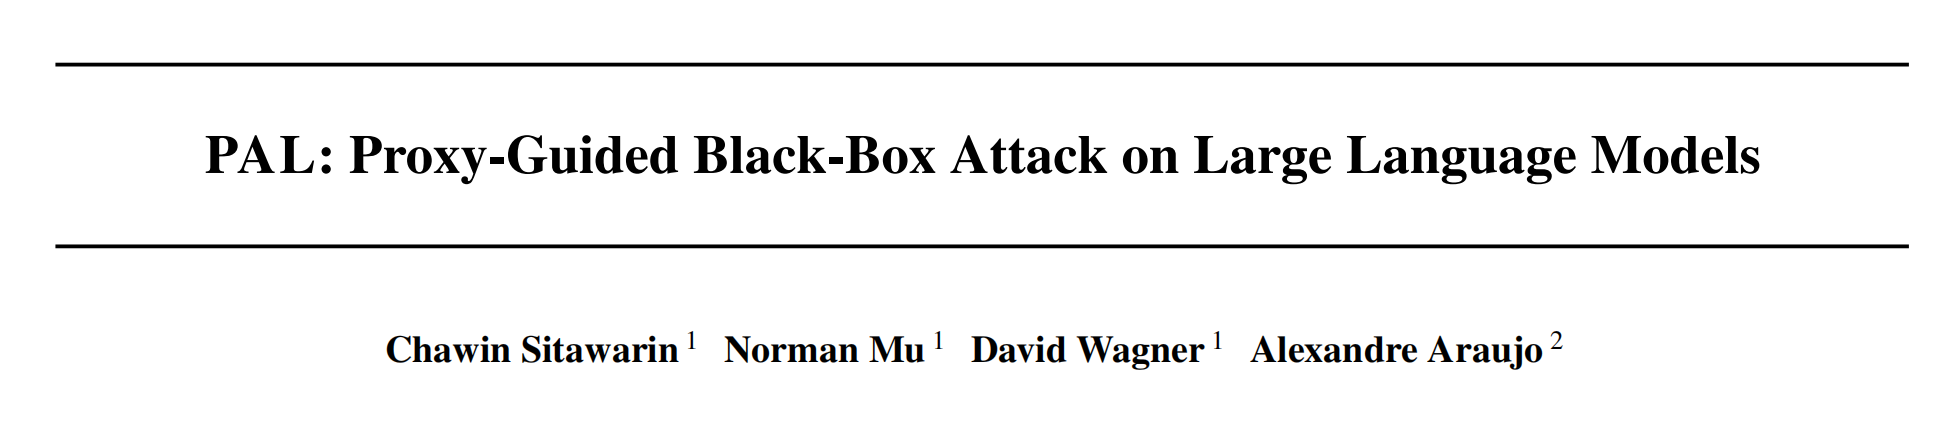 PAL: Proxy-Guided Black-Box Attack on Large Language Models
Chawin Sitawarin 1 Norman Mu 1 David Wagner 1 Alexandre Araujo 2